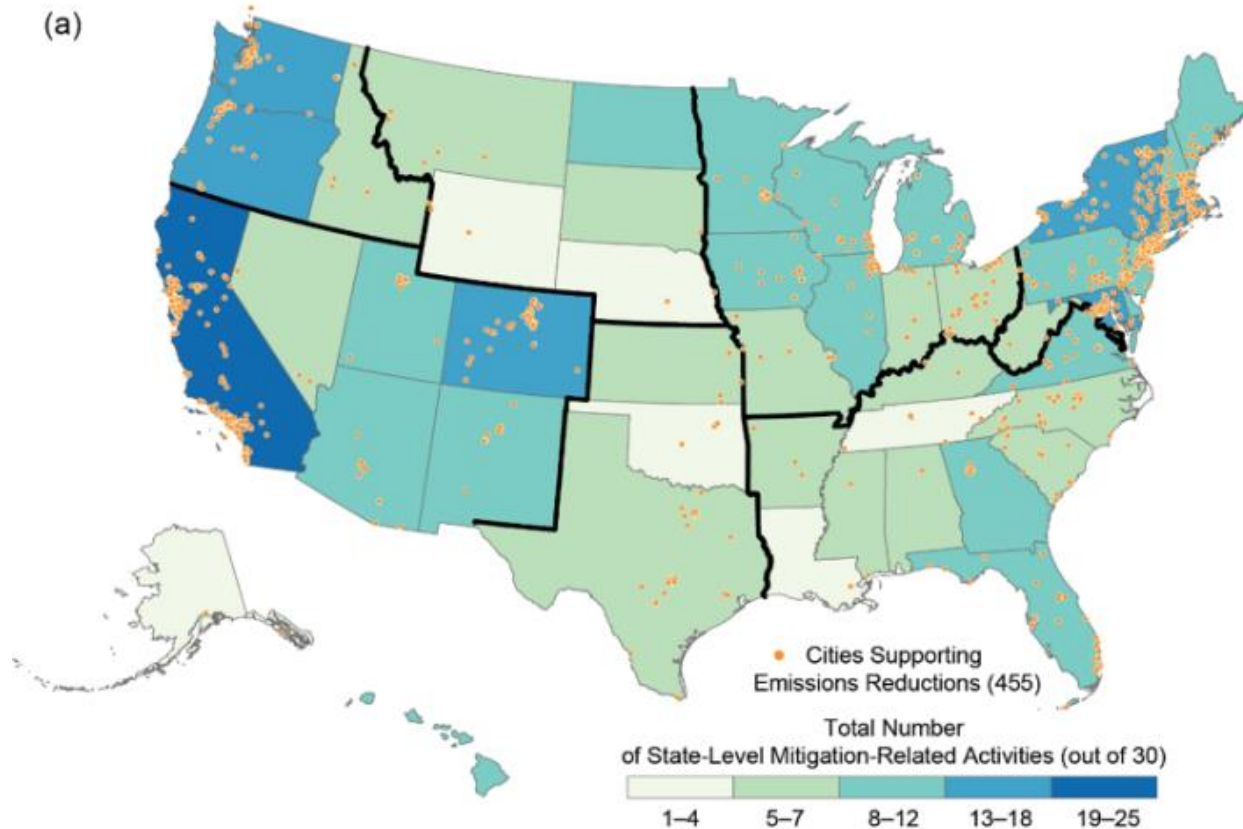 (a)
Cities Supporting
Emissions Reductions (455)
Total Number
of State-Level Mitigation-Related Activities (out of 30)
1–4 5–7 8–12 13–18 19–25